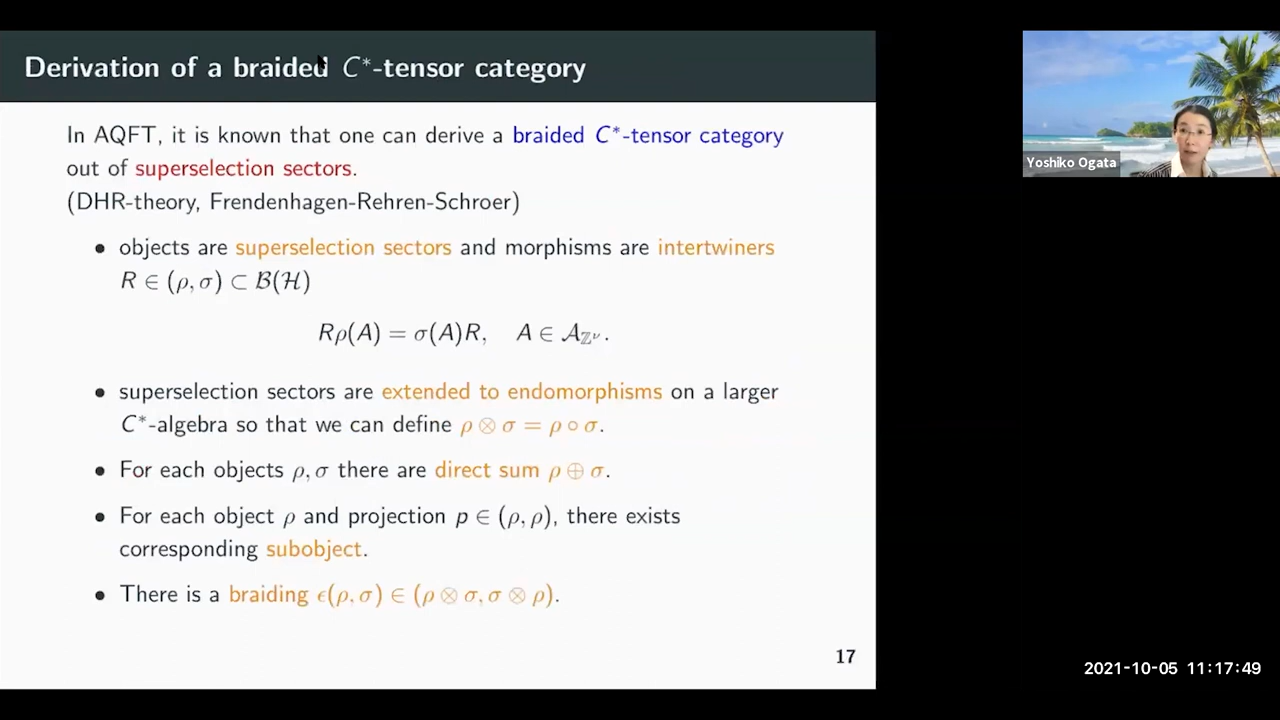 Derivation of a braided C*-tensor category
In AQFT, it is known that one can derive a braided C*-tensor category
out of superselection sectors.
(DHR-theory, Frendenhagen-Rehren-Schroer)
• objects are superselection sectors and morphisms are intertwiners
R ∈ (ρ, σ) ⊂ B(H)
Rρ(A) = σ(A)R, A ∈ 𝒜_{ℤ^ν}.
• superselection sectors are extended to endomorphisms on a larger
C*-algebra so that we can define ρ ⊗ σ = ρ ∘ σ.
• For each objects ρ, σ there are direct sum ρ ⊕ σ.
• For each object ρ and projection p ∈ (ρ, ρ), there exists
corresponding subobject.
• There is a braiding ϵ(ρ, σ) ∈ (ρ ⊗ σ, σ ⊗ ρ).
17
Yoshiko Ogata
2021-10-05 11:17:49